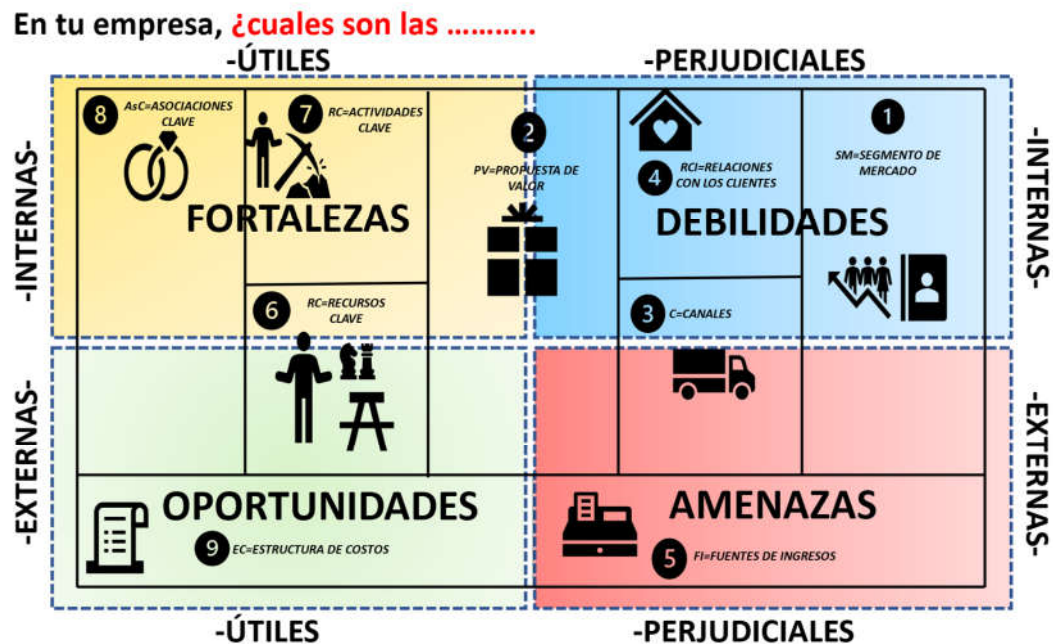 En tu empresa, ¿cuales son las ………..
-ÚTILES-
-PERJUDICIALES-
-INTERNAS-
8
AsC=ASOCIACIONES
CLAVE
7
RC=ACTIVIDADES
CLAVE
2
PV=PROPUESTA DE
VALOR
4
RCI=RELACIONES
CON LOS CLIENTES
1
SM=SEGMENTO DE
MERCADO
-INTERNAS-
FORTALEZAS
DEBILIDADES
6
RC=RECURSOS
CLAVE
3
C=CANALES
-EXTERNAS-
-EXTERNAS-
OPORTUNIDADES
AMENAZAS
9
EC=ESTRUCTURA DE COSTOS
5
FI=FUENTES DE INGRESOS
-ÚTILES
-PERJUDICIALES